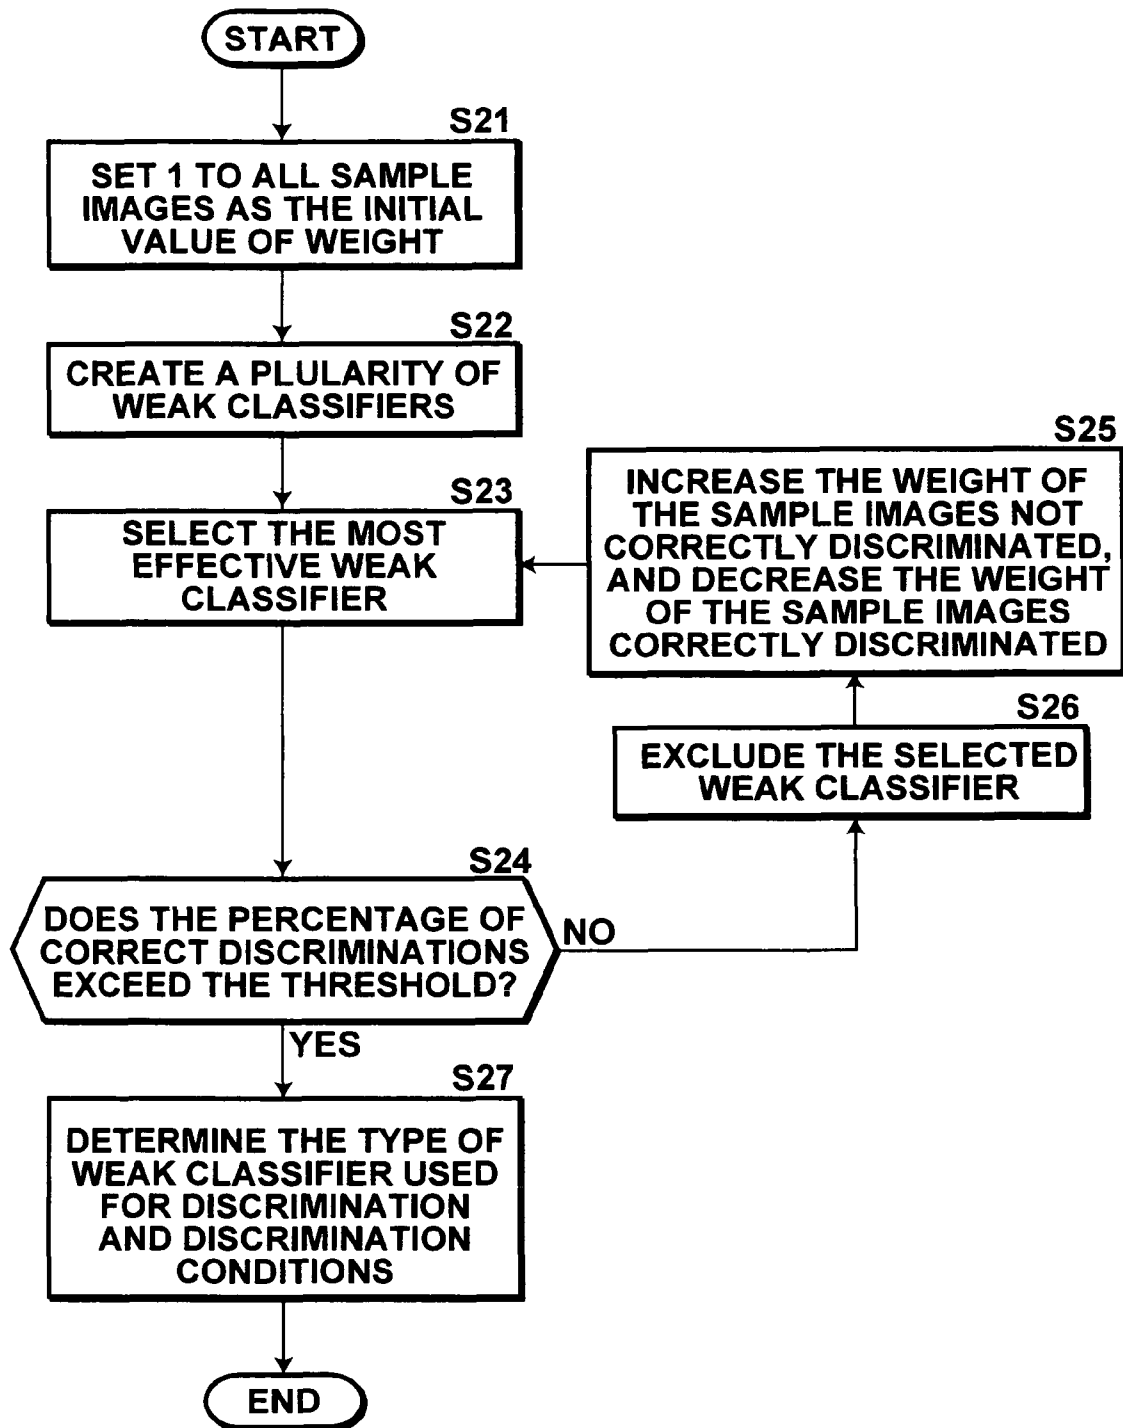 START
S21
SET 1 TO ALL SAMPLE
IMAGES AS THE INITIAL
VALUE OF WEIGHT
S22
CREATE A PLULARITY OF
WEAK CLASSIFIERS
S23
SELECT THE MOST
EFFECTIVE WEAK
CLASSIFIER
S25
INCREASE THE WEIGHT OF
THE SAMPLE IMAGES NOT
CORRECTLY DISCRIMINATED,
AND DECREASE THE WEIGHT
OF THE SAMPLE IMAGES
CORRECTLY DISCRIMINATED
S26
EXCLUDE THE SELECTED
WEAK CLASSIFIER
S24
DOES THE PERCENTAGE OF
CORRECT DISCRIMINATIONS
EXCEED THE THRESHOLD?
NO
YES
S27
DETERMINE THE TYPE OF
WEAK CLASSIFIER USED
FOR DISCRIMINATION
AND DISCRIMINATION
CONDITIONS
END